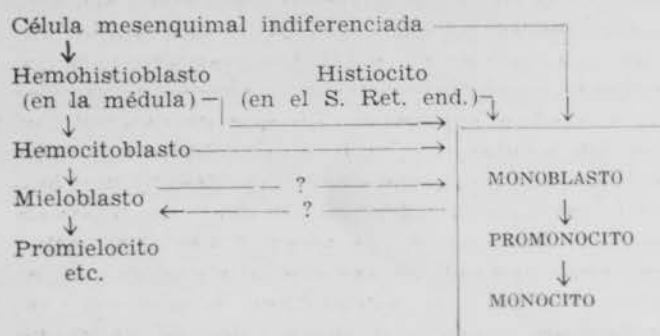 Célula mesenquimal indiferenciada
Hemohistioblasto Histiocito
(en la médula) (en el S. Ret. end.)
Hemocitoblasto
?
Mieloblasto
?
Promielocito
etc.
MONOBLASTO
PROMONOCITO
MONOCITO